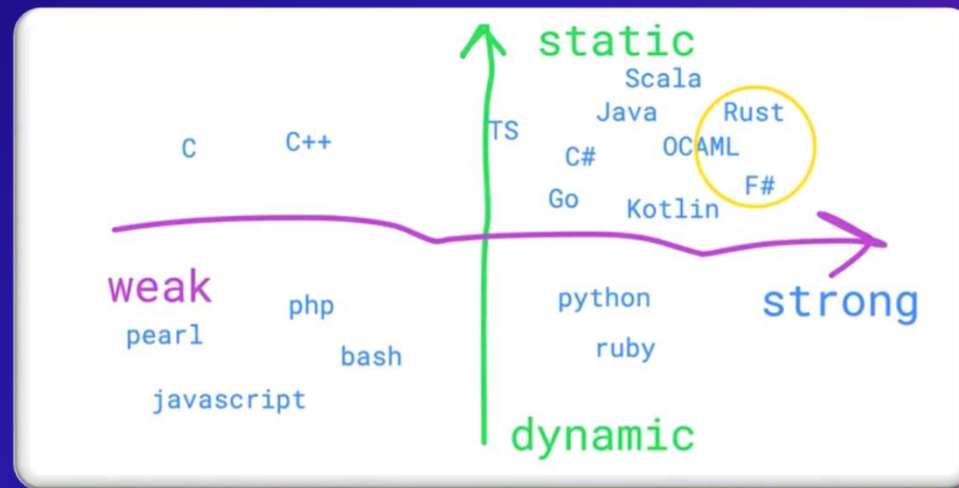 static
Scala
Java Rust
TS
C C++ C# OCAML
F#
Go Kotlin
weak
php python strong
pearl
bash ruby
javascript
dynamic